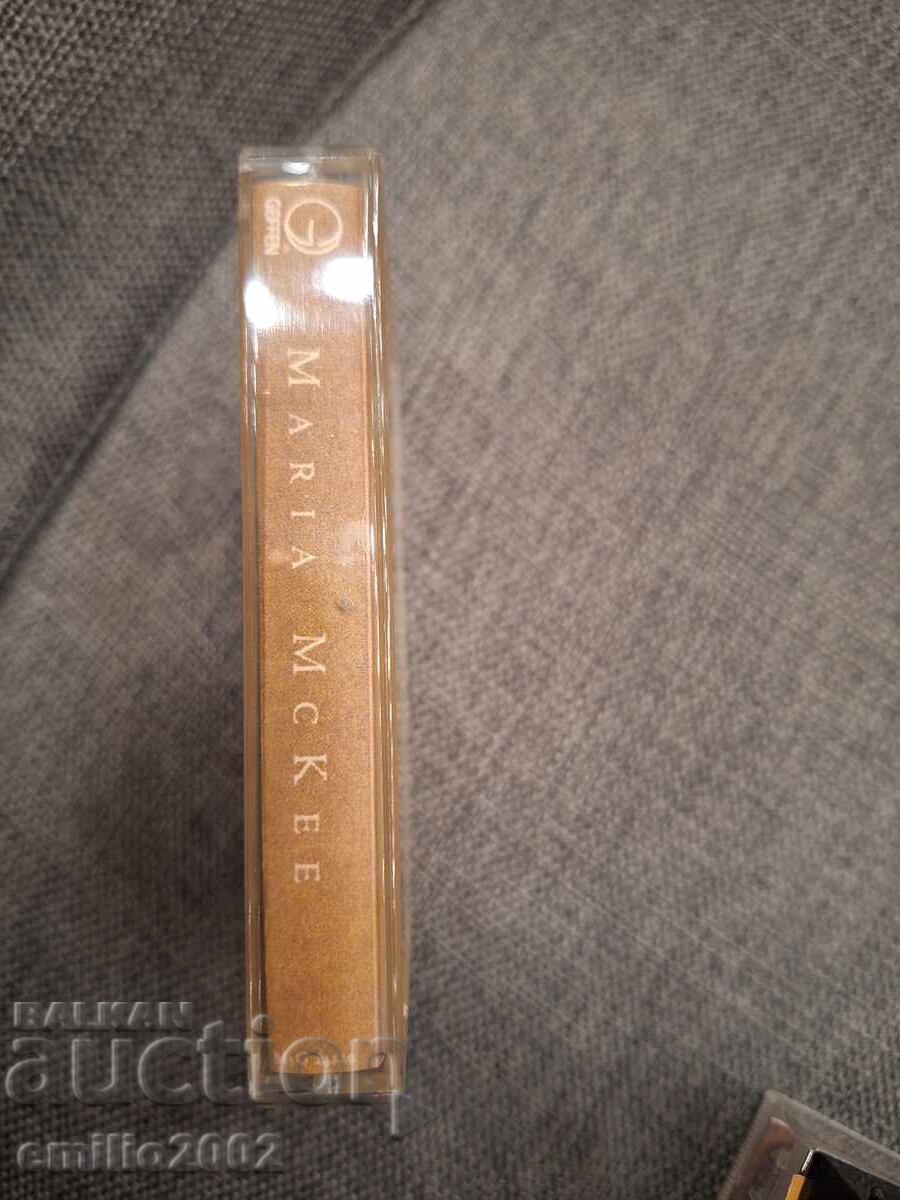 GEFFEN
MARIA MCKEE
BALKAN
auction
emilio2002